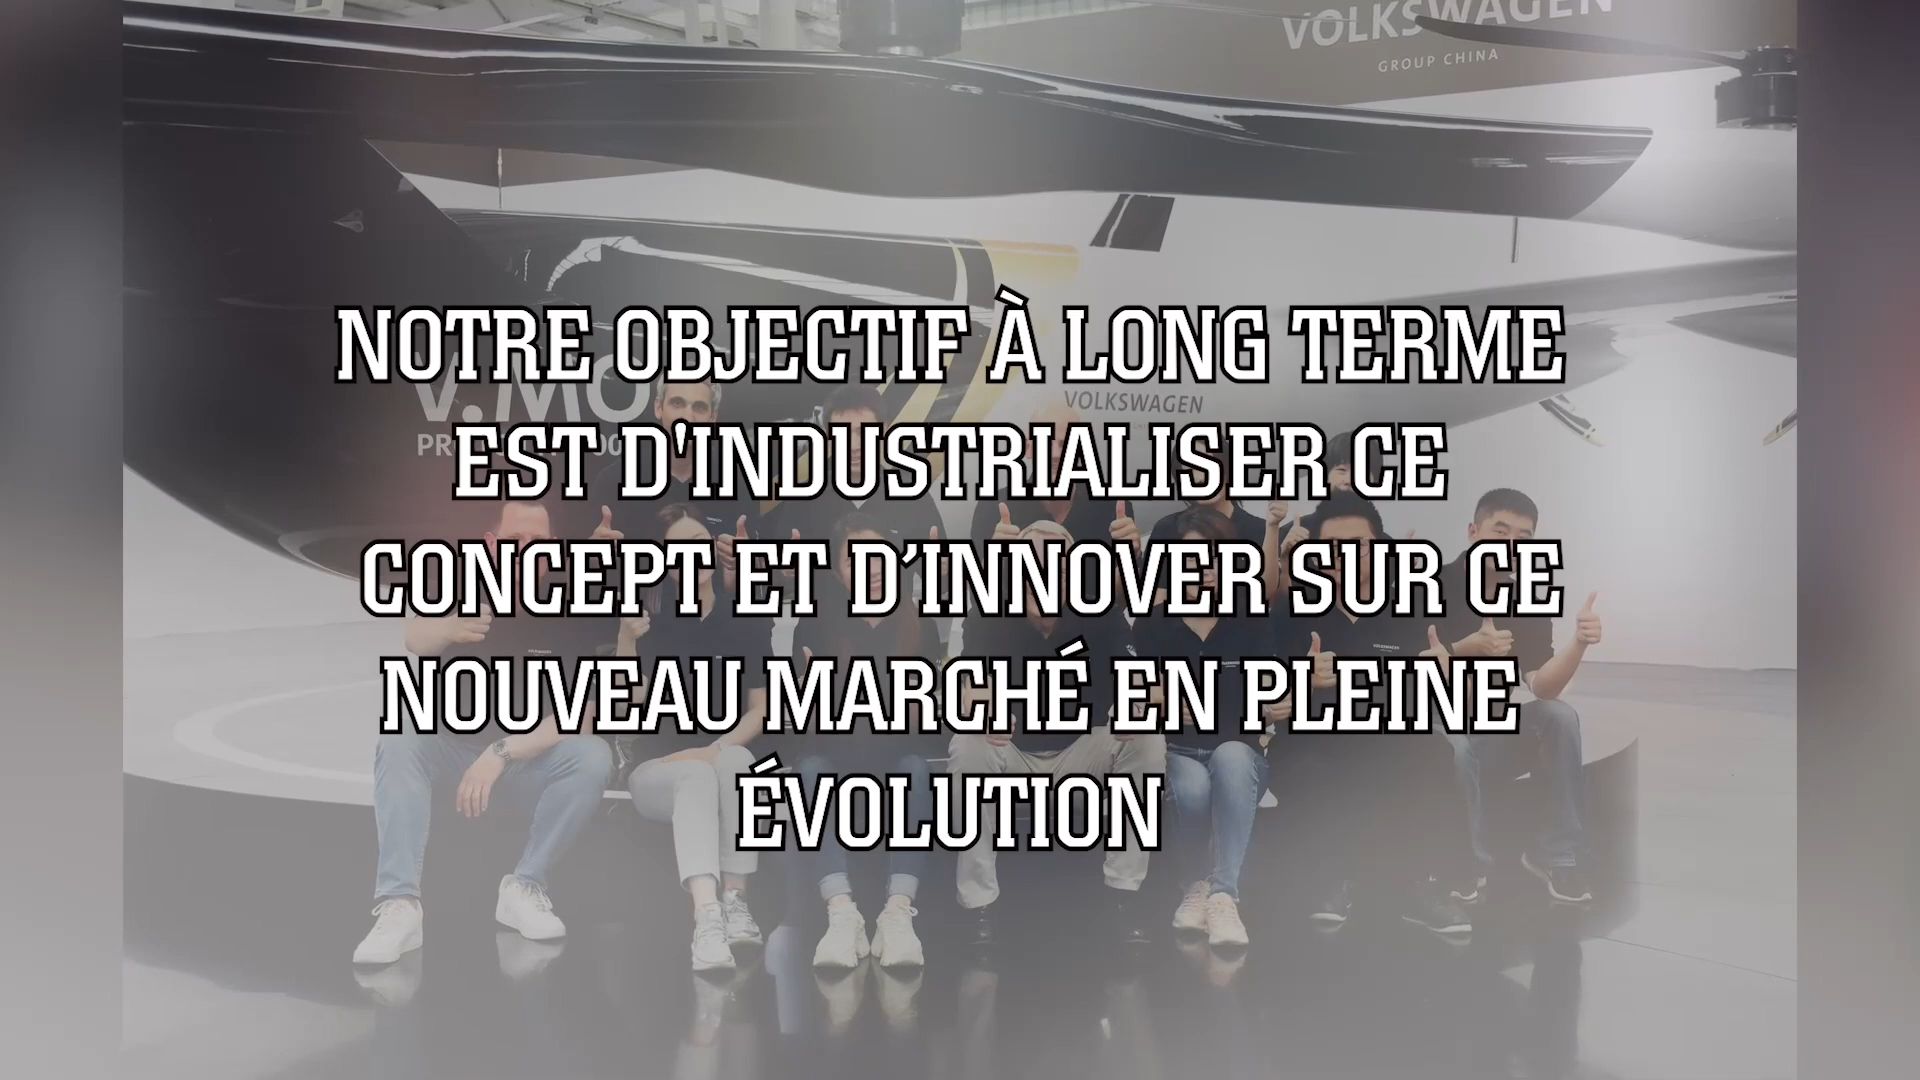 VOLKSWAGEN
GROUP CHINA
NOTRE OBJECTIF À LONG TERME
V.MO
VOLKSWAGEN
EST D'INDUSTRIALISER CE
CONCEPT ET D’INNOVER SUR CE
NOUVEAU MARCHÉ EN PLEINE
ÉVOLUTION